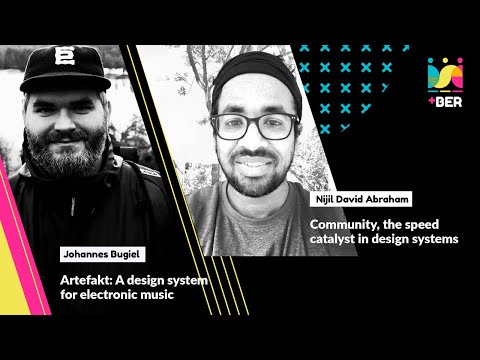 +BER
Nijil David Abraham
Community, the speed
catalyst in design systems
Johannes Bugiel
Artefakt: A design system
for electronic music